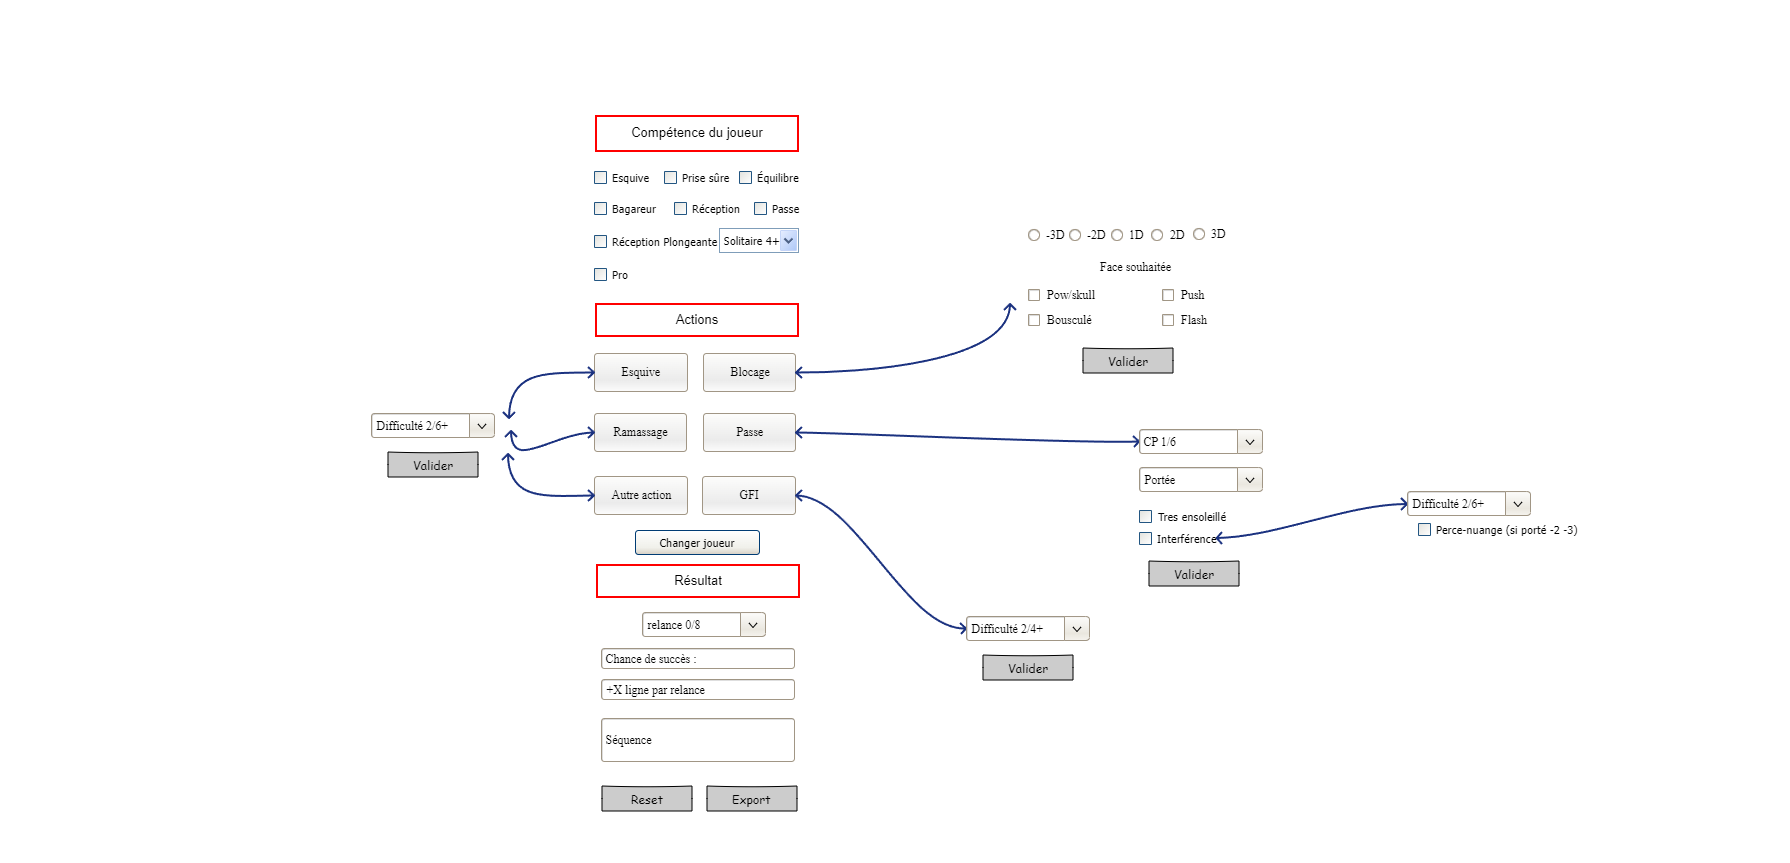 Compétence du joueur
Esquive Prise sûre Équilibre
Bagareur Réception Passe
Réception Plongeante Solitaire 4+
Pro
Actions
Esquive Blocage
Ramassage Passe
Autre action GFI
Changer joueur
Résultat
relance 0/8
Chance de succès :
+X ligne par relance
Séquence
Reset Export
Difficulté 2/6+
Valider
-3D -2D 1D 2D 3D
Face souhaitée
Pow/skull Push
Bousculé Flash
Valider
CP 1/6
Portée
Tres ensoleillé
Interférence
Valider
Difficulté 2/6+
Perce-nuange (si porté -2 -3)
Difficulté 2/4+
Valider